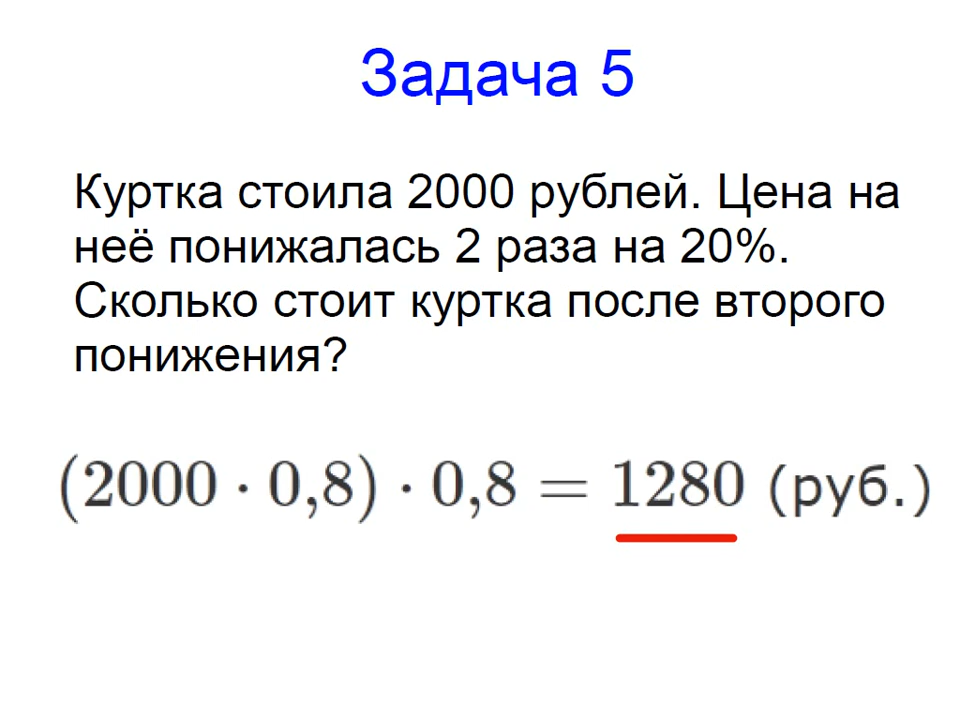 Задача 5
Куртка стоила 2000 рублей. Цена на
неё понижалась 2 раза на 20%.
Сколько стоит куртка после второго
понижения?
(2000 · 0,8) · 0,8 = 1280 (руб.)